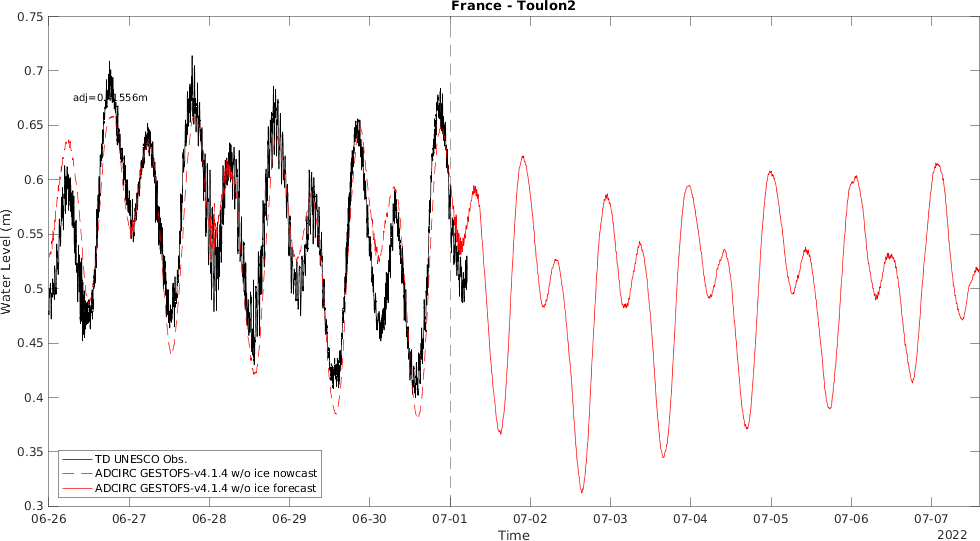 France - Toulon2
0.75
0.7
0.65
0.6
0.55
0.5
0.45
0.4
0.35
0.3
Water Level (m)
TD UNESCO Obs.
ADCIRC GESTOFS-v4.1.4 w/o ice nowcast
ADCIRC GESTOFS-v4.1.4 w/o ice forecast
06-26 06-27 06-28 06-29 06-30 07-01 07-02 07-03 07-04 07-05 07-06 07-07
Time
2022